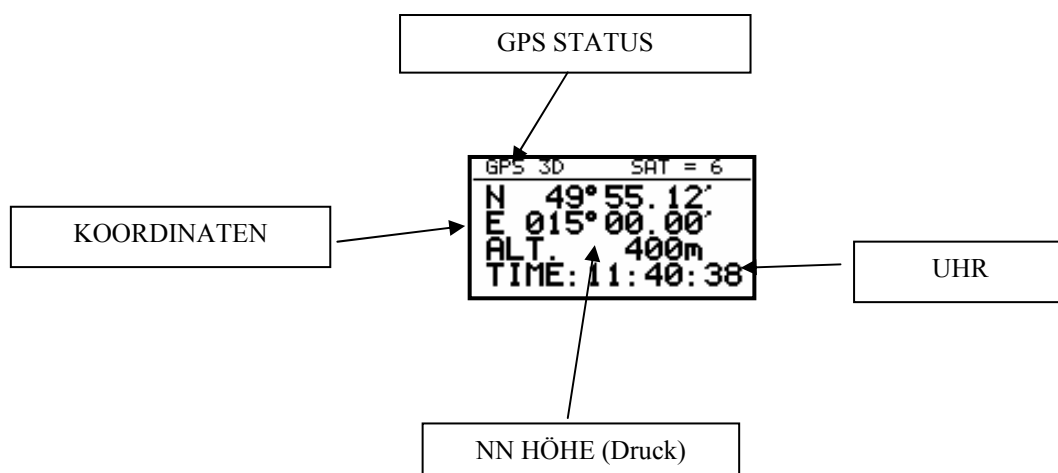 GPS STATUS
GPS 3D SAT = 6
N 49°55.12'
E 015°00.00'
ALT. 400m
TIME:11:40:38
KOORDINATEN
UHR
NN HÖHE (Druck)